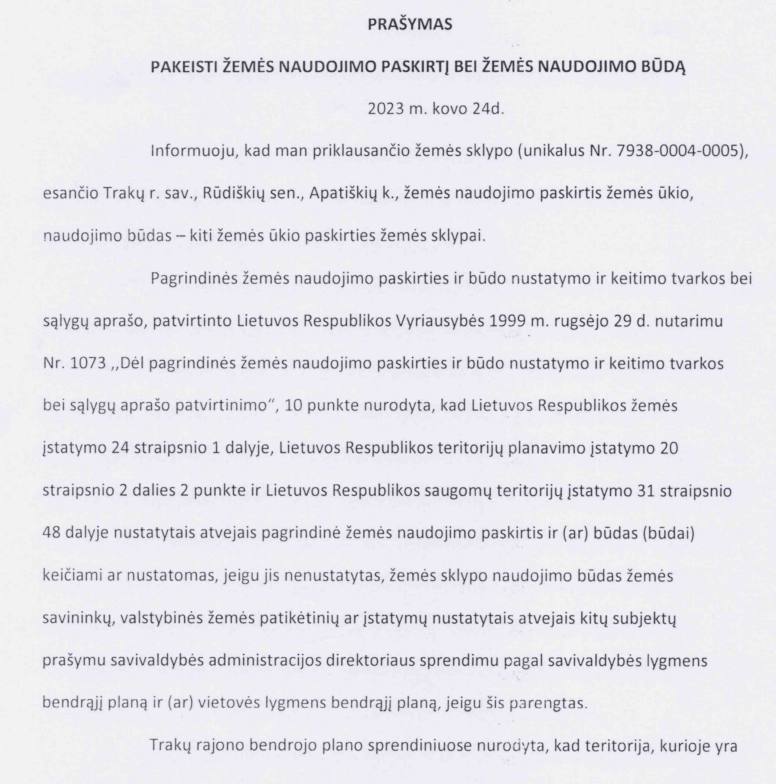 PRAŠYMAS
PAKEISTI ŽEMĖS NAUDOJIMO PASKIRTĮ BEI ŽEMĖS NAUDOJIMO BŪDĄ
2023 m. kovo 24d.
Informuoju, kad man priklausančio žemės sklypo (unikalus Nr. 7938-0004-0005),
esančio Trakų r. sav., Rūdiškių sen., Apatiškių k., žemės naudojimo paskirtis žemės ūkio,
naudojimo būdas – kiti žemės ūkio paskirties žemės sklypai.
Pagrindinės žemės naudojimo paskirties ir būdo nustatymo ir keitimo tvarkos bei
sąlygų aprašo, patvirtinto Lietuvos Respublikos Vyriausybės 1999 m. rugsėjo 29 d. nutarimu
Nr. 1073 ,,Dėl pagrindinės žemės naudojimo paskirties ir būdo nustatymo ir keitimo tvarkos
bei sąlygų aprašo patvirtinimo“, 10 punkte nurodyta, kad Lietuvos Respublikos žemės
įstatymo 24 straipsnio 1 dalyje, Lietuvos Respublikos teritorijų planavimo įstatymo 20
straipsnio 2 dalies 2 punkte ir Lietuvos Respublikos saugomų teritorijų įstatymo 31 straipsnio
48 dalyje nustatytais atvejais pagrindinė žemės naudojimo paskirtis ir (ar) būdas (būdai)
keičiami ar nustatomas, jeigu jis nenustatytas, žemės sklypo naudojimo būdas žemės
savininkų, valstybinės žemės patikėtinių ar įstatymų nustatytais atvejais kitų subjektų
prašymu savivaldybės administracijos direktoriaus sprendimu pagal savivaldybės lygmens
bendrąjį planą ir (ar) vietovės lygmens bendrąjį planą, jeigu šis parengtas.
Trakų rajono bendrojo plano sprendiniuose nurodyta, kad teritorija, kurioje yra